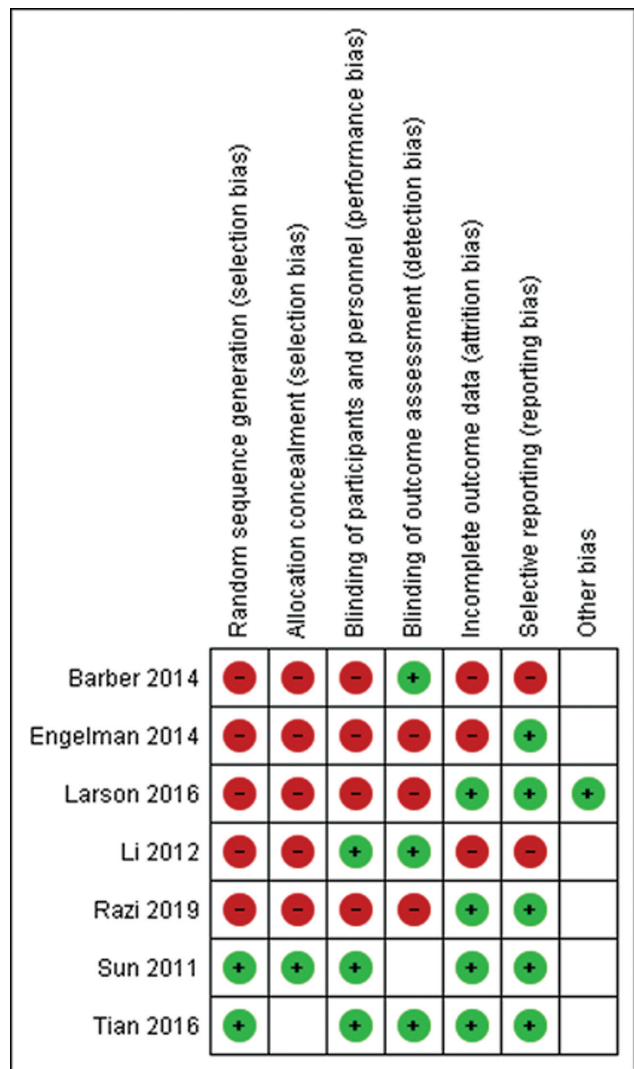 Random sequence generation (selection bias)
Allocation concealment (selection bias)
Blinding of participants and personnel (performance bias)
Blinding of outcome assessment (detection bias)
Incomplete outcome data (attrition bias)
Selective reporting (reporting bias)
Other bias
Barber 2014 - - - + - -
Engelman 2014 - - - - - +
Larson 2016 - - - - + + +
Li 2012 - - + + - -
Razi 2019 - - - - + +
Sun 2011 + + + + +
Tian 2016 + + + + +